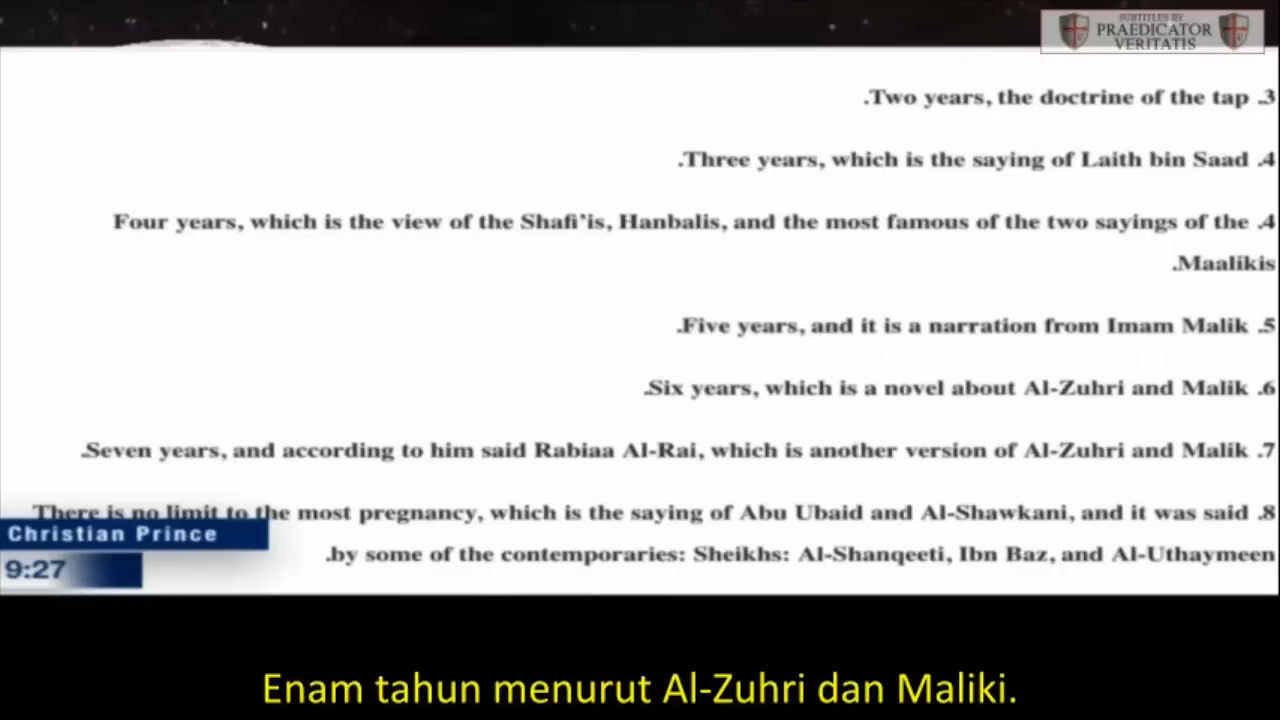 SUBTITLES BY
PRAEDICATOR
VERITATIS
.Two years, the doctrine of the tap .3
.Three years, which is the saying of Laith bin Saad .4
Four years, which is the view of the Shafi'is, Hanbalis, and the most famous of the two sayings of the .4
.Maalikis
.Five years, and it is a narration from Imam Malik .5
.Six years, which is a novel about Al-Zuhri and Malik .6
.Seven years, and according to him said Rabiaa Al-Rai, which is another version of Al-Zuhri and Malik .7
There is no limit to the most pregnancy, which is the saying of Abu Ubaid and Al-Shawkani, and it was said .8
.by some of the contemporaries: Sheikhs: Al-Shanqeeti, Ibn Baz, and Al-Uthaymeen
Christian Prince
9:27
Enam tahun menurut Al-Zuhri dan Maliki.